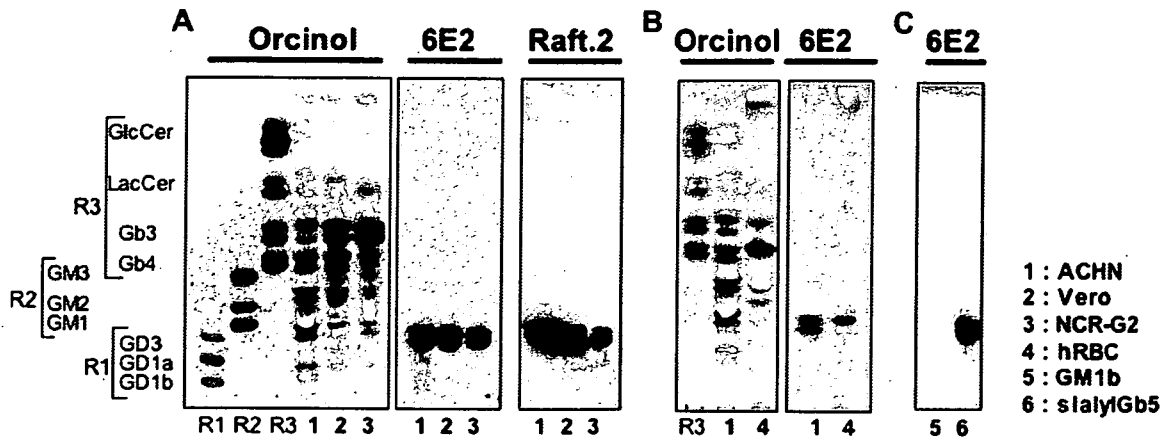 A B C
Orcinol 6E2 Raft.2 Orcinol 6E2 6E2
GlcCer
LacCer
R3
Gb3
Gb4
GM3
R2
GM2
GM1
GD3
R1
GD1a
GD1b
R1 R2 R3 1 2 3 1 2 3 1 2 3 R3 1 4 1 4 5 6
1 : ACHN
2 : Vero
3 : NCR-G2
4 : hRBC
5 : GM1b
6 : sialylGb5